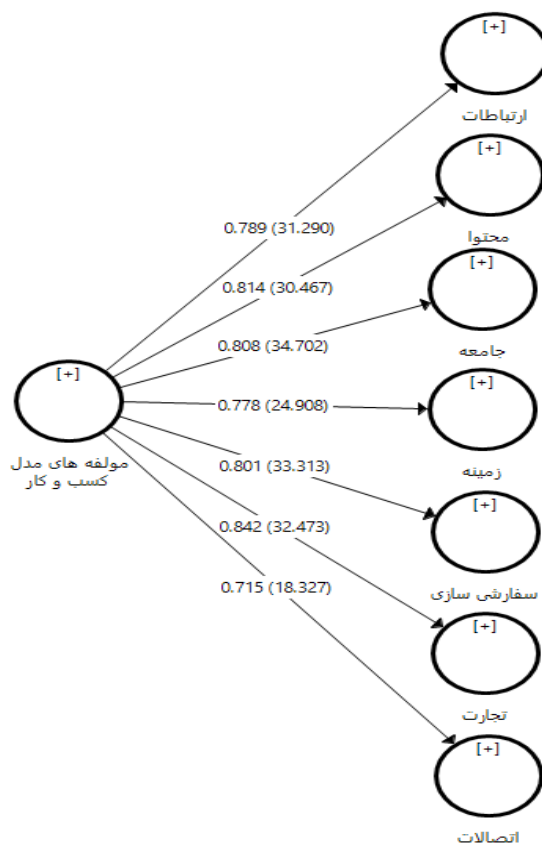 [+]
ارتباطات
[+]
محتوا
[+]
جامعه
[+]
زمینه
[+]
سفارشی سازی
[+]
تجارت
[+]
اتصالات
0.789 (31.290)
0.814 (30.467)
0.808 (34.702)
0.778 (24.908)
0.801 (33.313)
0.842 (32.473)
0.715 (18.327)
[+]
مولفه های مدل
کسب و کار